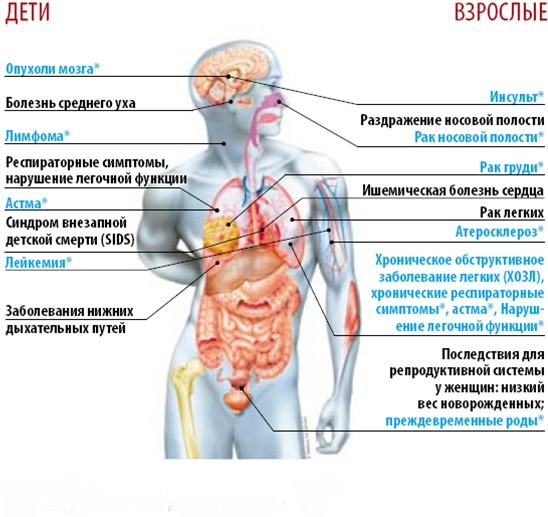 ДЕТИ
Опухоли мозга*
Болезнь среднего уха
Лимфома*
Респираторные симптомы,
нарушение легочной функции
Астма*
Синдром внезапной
детской смерти (SIDS)
Лейкемия*
Заболевания нижних
дыхательных путей
ВЗРОСЛЫЕ
Инсульт*
Раздражение носовой полости
Рак носовой полости*
Рак груди*
Ишемическая болезнь сердца
Рак легких
Атеросклероз*
Хроническое обструктивное
заболевание легких (ХОЗЛ),
хронические респираторные
симптомы*, астма*, Наруш-
ение легочной функции*
Последствия для
репродуктивной системы
у женщин: низкий
вес новорожденных;
преждевременные роды*